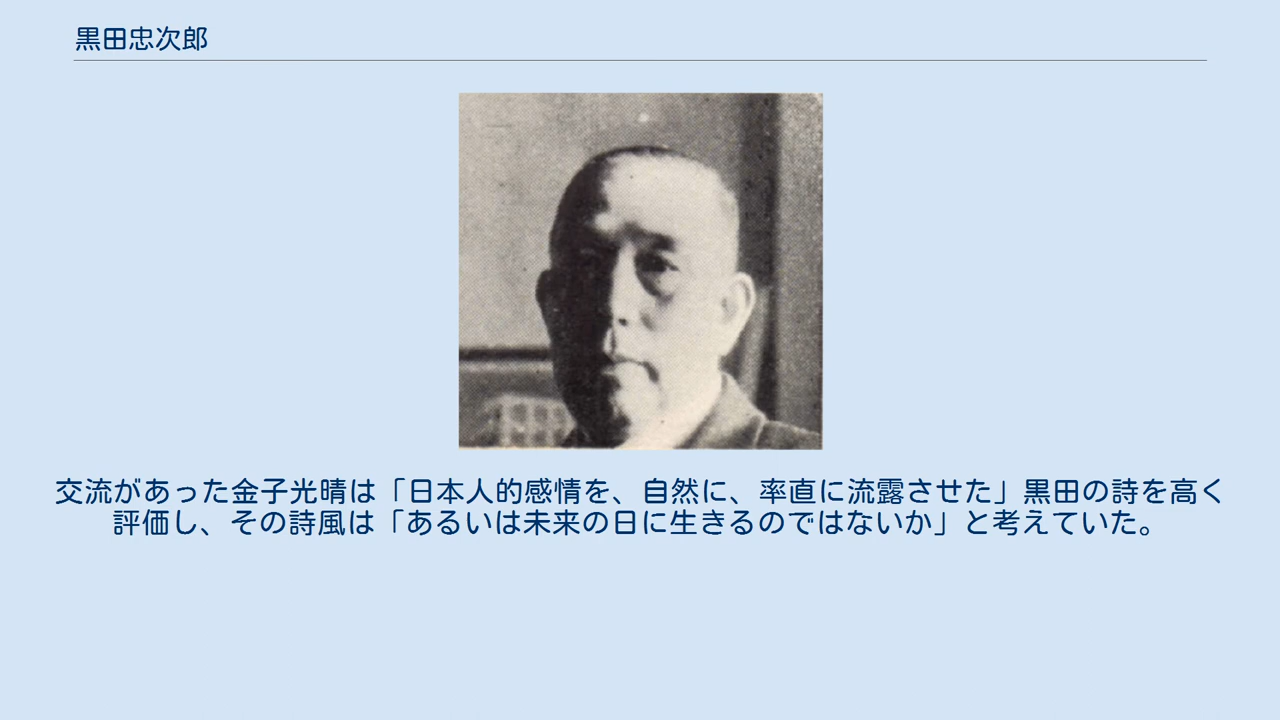 黒田忠次郎
交流があった金子光晴は「日本人的感情を、自然に、率直に流露させた」黒田の詩を高く
評価し、その詩風は「あるいは未来の日に生きるのではないか」と考えていた。